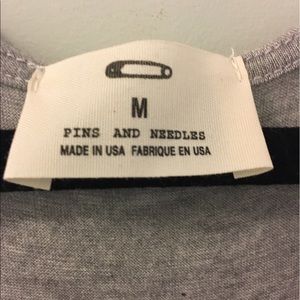 M
PINS AND NEEDLES
MADE IN USA FABRIQUE EN USA